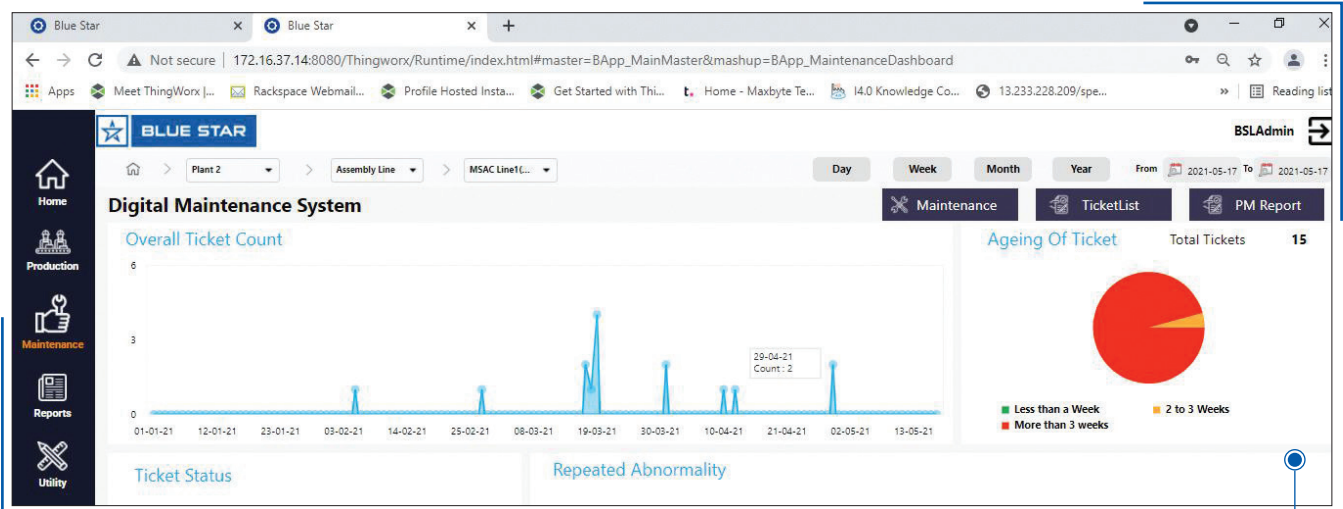 Blue Star
Blue Star
Not secure | 172.16.37.14:8080/Thingworx/Runtime/index.html#master=BApp_MainMaster&mashup=BApp_MaintenanceDashboard
Apps Meet ThingWorx |... Rackspace Webmail... Profile Hosted Insta... Get Started with Thi... t. Home - Maxbyte Te... I4.0 Knowledge Co... 13.233.228.209/spe... » Reading list
BLUE STAR BSLAdmin
Plant 2 > Assembly Line > MSAC Line1(... Day Week Month Year From 2021-05-17 To 2021-05-17
Home
Digital Maintenance System Maintenance TicketList PM Report
Overall Ticket Count
Ageing Of Ticket Total Tickets 15
Production
6
3
0
29-04-21
Count : 2
01-01-21 12-01-21 23-01-21 03-02-21 14-02-21 25-02-21 08-03-21 19-03-21 30-03-21 10-04-21 21-04-21 02-05-21 13-05-21
Less than a Week 2 to 3 Weeks
More than 3 weeks
Maintenance
Reports
Utility
Ticket Status
Repeated Abnormality